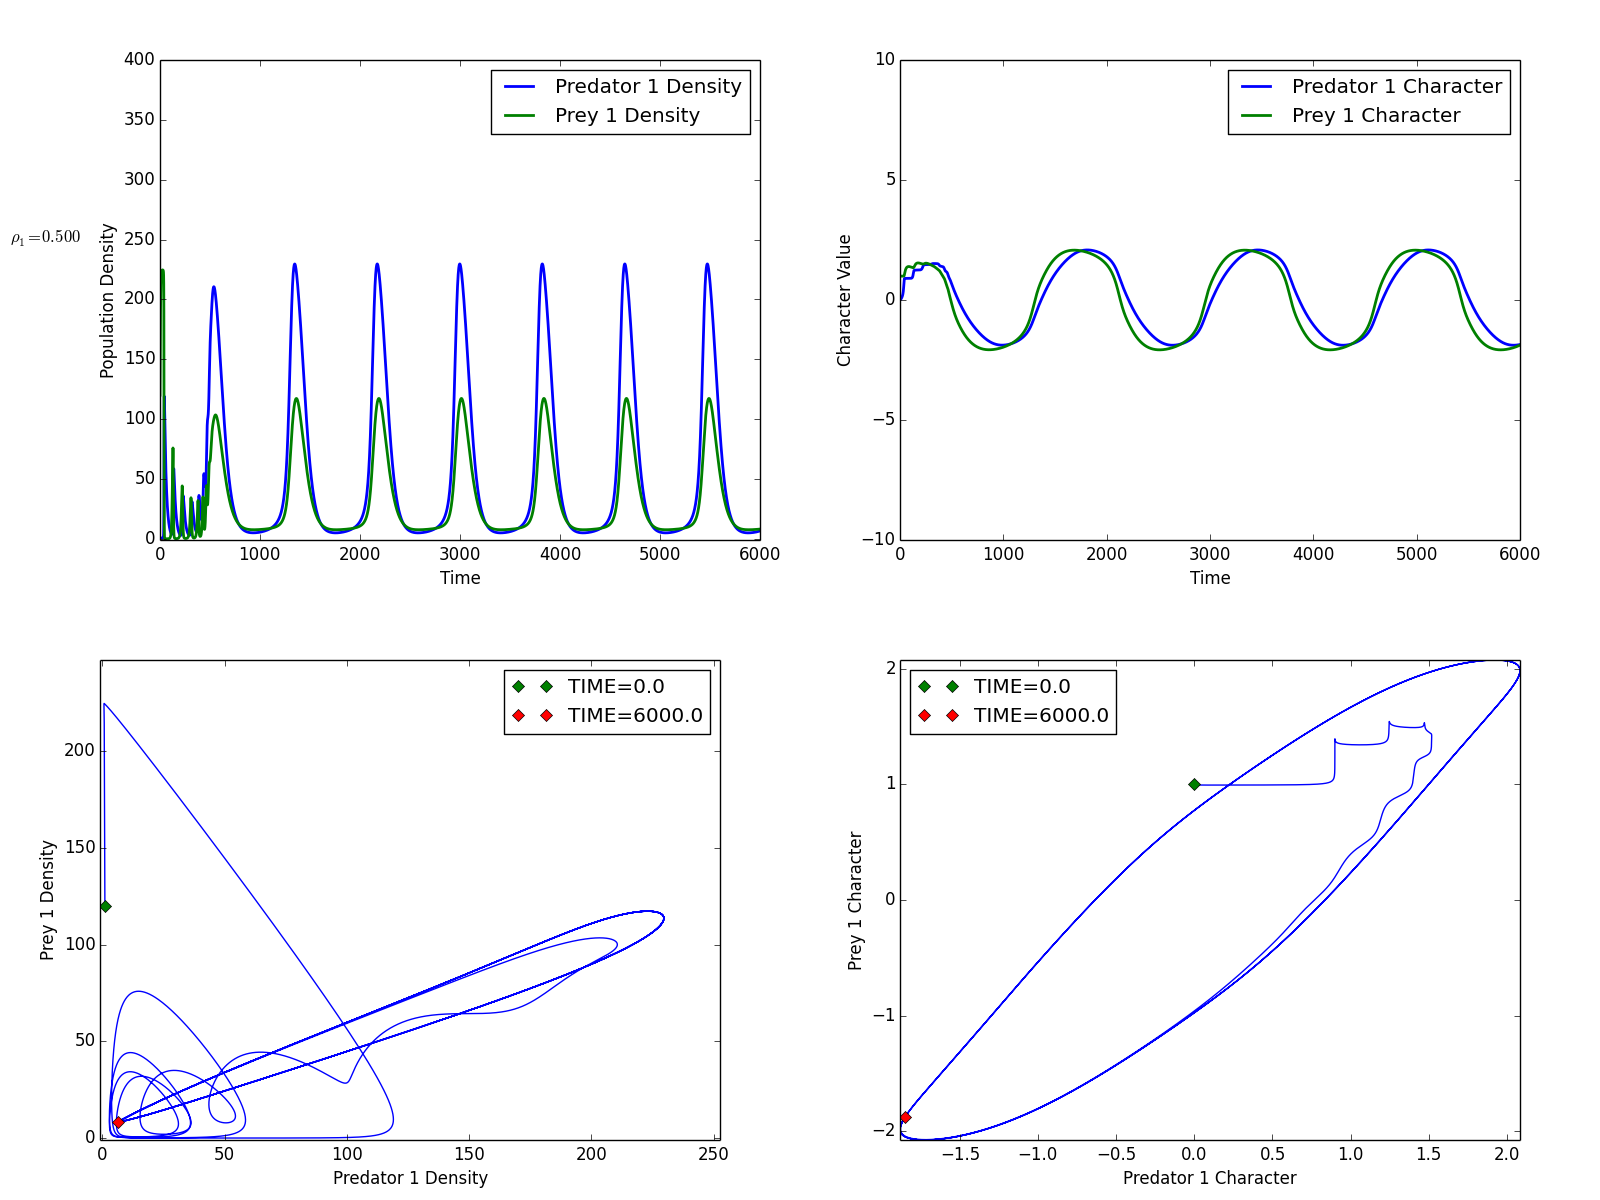 ρ₁=0.500
400
350
300
250
200
150
100
50
0
0 1000 2000 3000 4000 5000 6000
Time
Population Density
Predator 1 Density
Prey 1 Density
10
5
0
−5
−10
0 1000 2000 3000 4000 5000 6000
Time
Character Value
Predator 1 Character
Prey 1 Character
200
150
100
50
0
0 50 100 150 200 250
Predator 1 Density
Prey 1 Density
TIME=0.0
TIME=6000.0
2
1
0
−1
−2
−1.5 −1.0 −0.5 0.0 0.5 1.0 1.5 2.0
Predator 1 Character
Prey 1 Character
TIME=0.0
TIME=6000.0